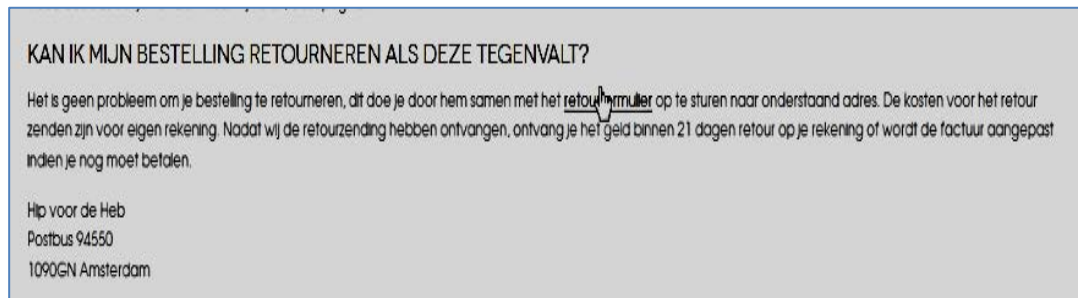 KAN IK MIJN BESTELLING RETOURNEREN ALS DEZE TEGENVALT?
Het is geen probleem om je bestelling te retourneren, dit doe je door hem samen met het retourformulier op te sturen naar onderstaand adres. De kosten voor het retour
zenden zijn voor eigen rekening. Nadat wij de retourzending hebben ontvangen, ontvang je het geld binnen 21 dagen retour op je rekening of wordt de factuur aangepast
indien je nog moet betalen.
Hip voor de Heb
Postbus 94550
1090GN Amsterdam